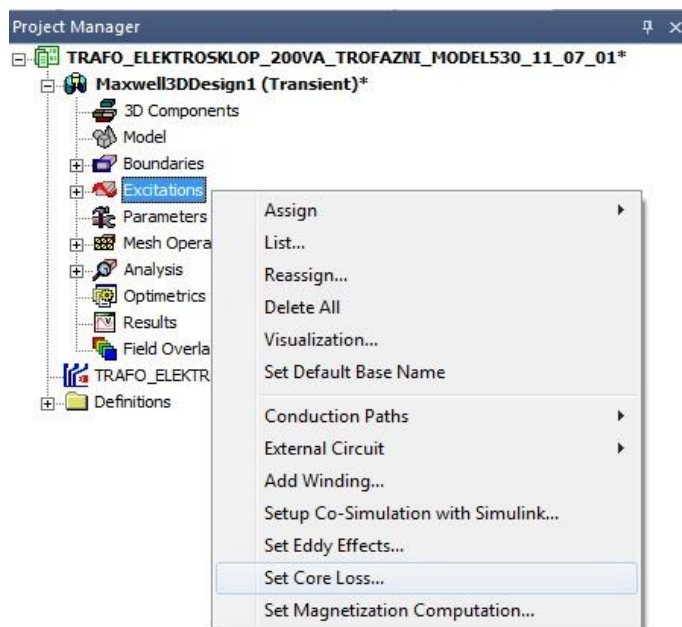 Project Manager
TRAFO_ELEKTROSKLOP_200VA_TROFAZNI_MODEL530_11_07_01*
Maxwell3DDesign1 (Transient)*
3D Components
Model
Boundaries
Excitations
Parameters
Mesh Opera
Analysis
Optimetrics
Results
Field Overla
TRAFO_ELEKTR
Definitions
Assign
List...
Reassign...
Delete All
Visualization...
Set Default Base Name
Conduction Paths
External Circuit
Add Winding...
Setup Co-Simulation with Simulink...
Set Eddy Effects...
Set Core Loss...
Set Magnetization Computation...